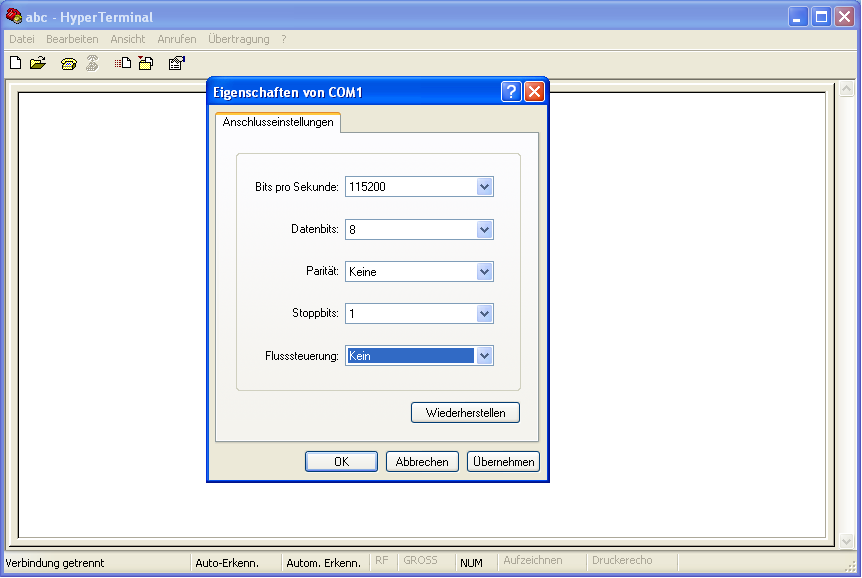 abc - HyperTerminal
Datei Bearbeiten Ansicht Anrufen Übertragung ?
Eigenschaften von COM1
Anschlusseinstellungen
Bits pro Sekunde: 115200
Datenbits: 8
Parität: Keine
Stoppbits: 1
Flusssteuerung: Kein
Wiederherstellen
OK Abbrechen Übernehmen
Verbindung getrennt Auto-Erkenn. Autom. Erkenn. RF GROSS NUM Aufzeichnen Druckerecho